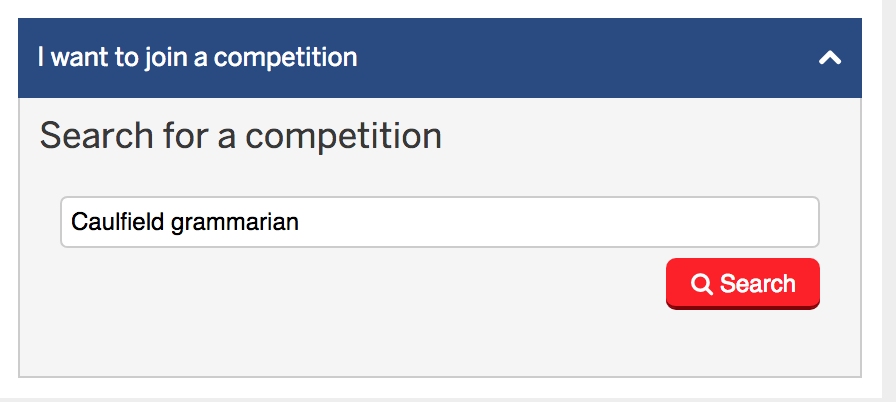 I want to join a competition
Search for a competition
Caulfield grammarian
Search